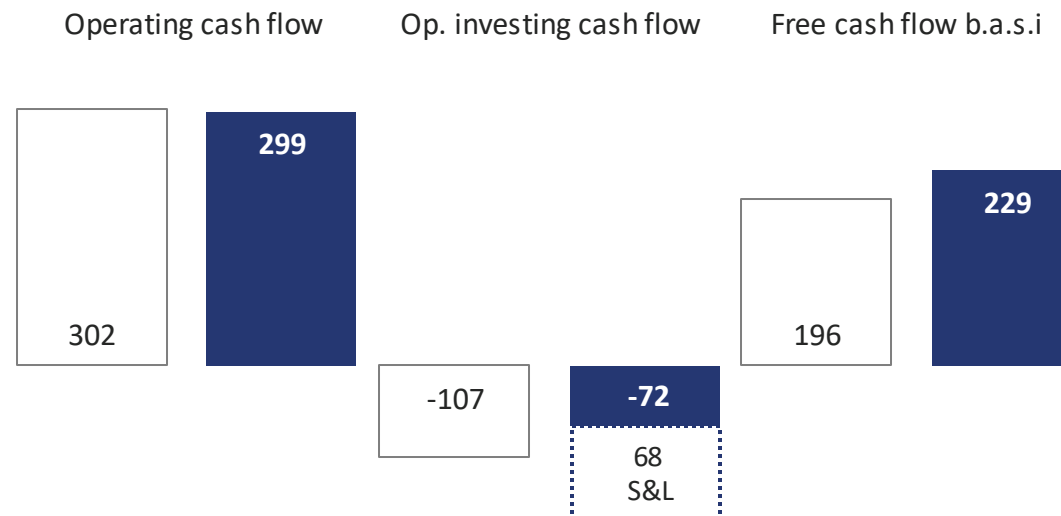 Operating cash flow
Op. investing cash flow
Free cash flow b.a.s.i
302
299
-107
-72
68
S&L
196
229